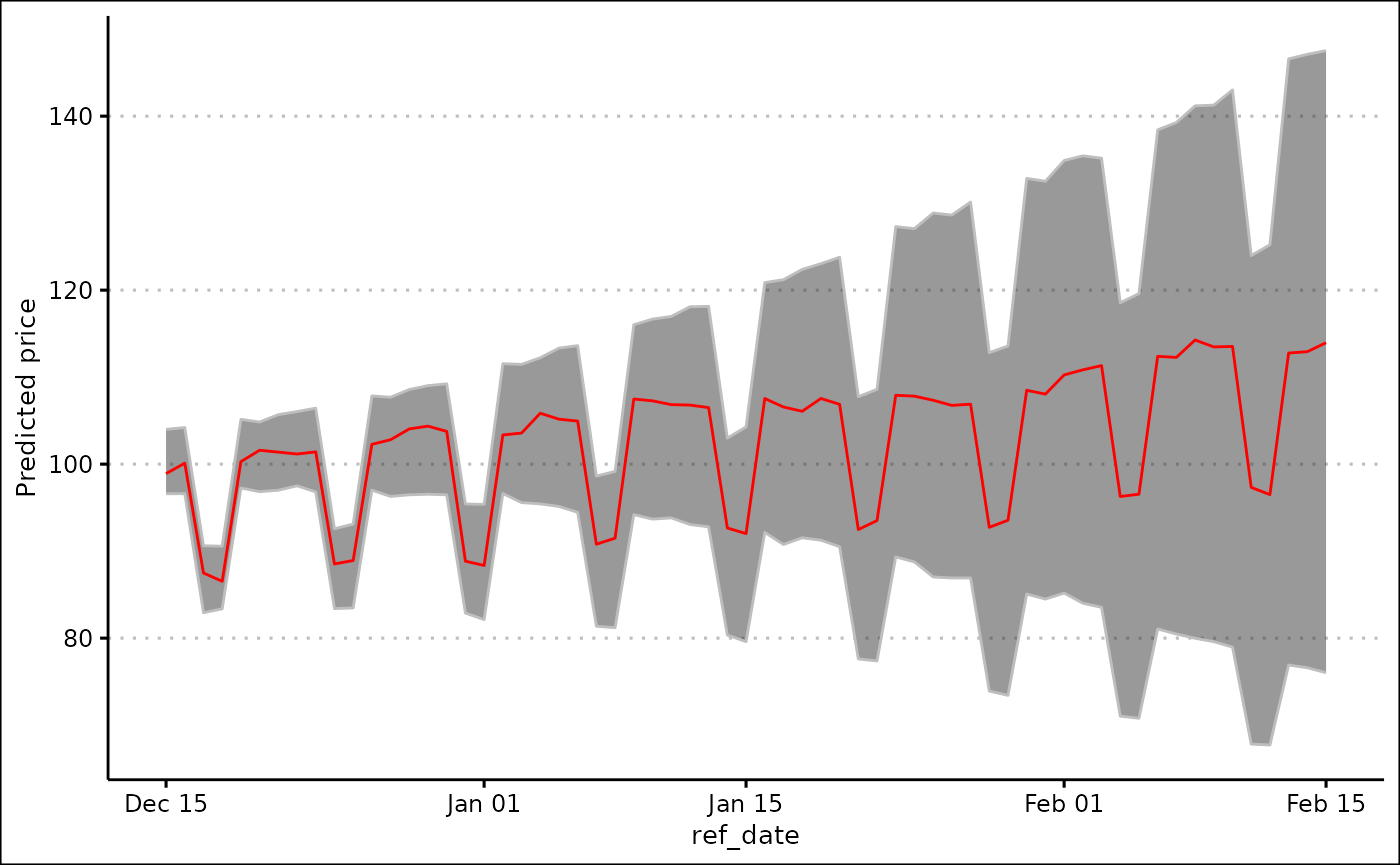 Predicted price
140
120
100
80
Dec 15
Jan 01
Jan 15
Feb 01
Feb 15
ref_date